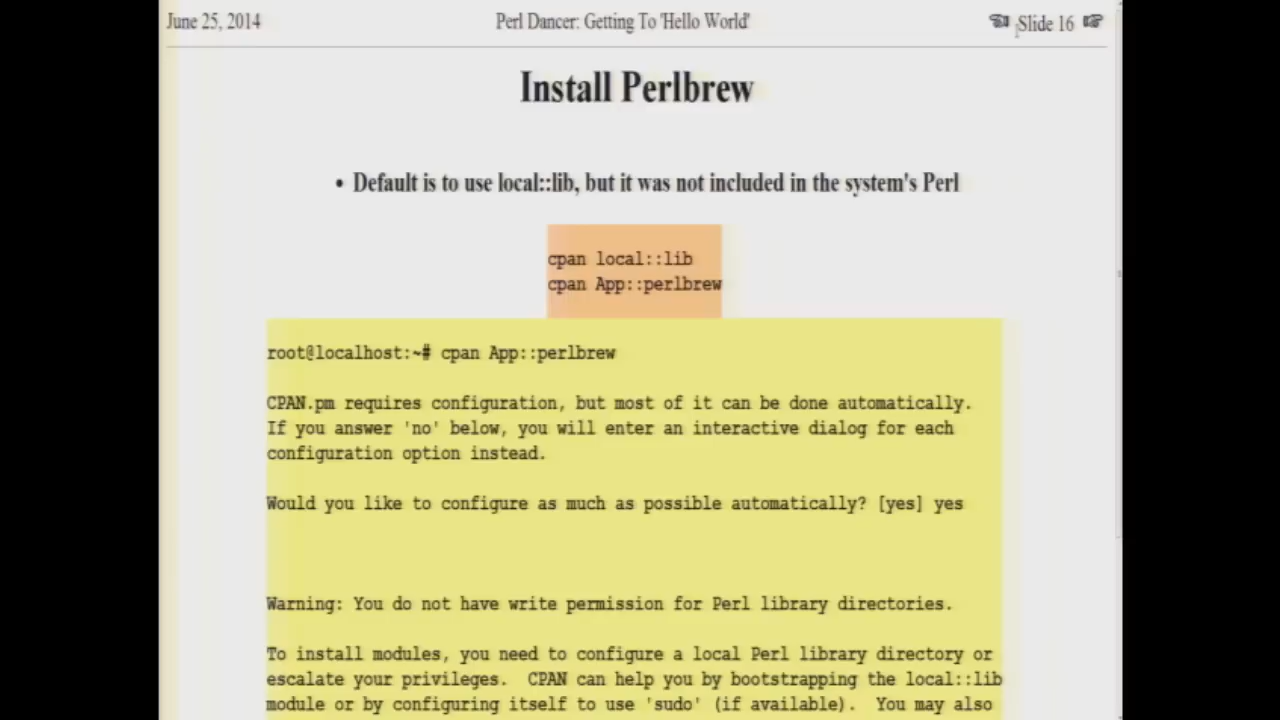 June 25, 2014
Perl Dancer: Getting To 'Hello World'
Slide 16
Install Perlbrew
• Default is to use local::lib, but it was not included in the system's Perl
cpan local::lib
cpan App::perlbrew
root@localhost:~# cpan App::perlbrew
CPAN.pm requires configuration, but most of it can be done automatically.
If you answer 'no' below, you will enter an interactive dialog for each
configuration option instead.
Would you like to configure as much as possible automatically? [yes] yes
Warning: You do not have write permission for Perl library directories.
To install modules, you need to configure a local Perl library directory or
escalate your privileges.  CPAN can help you by bootstrapping the local::lib
module or by configuring itself to use 'sudo' (if available).  You may also